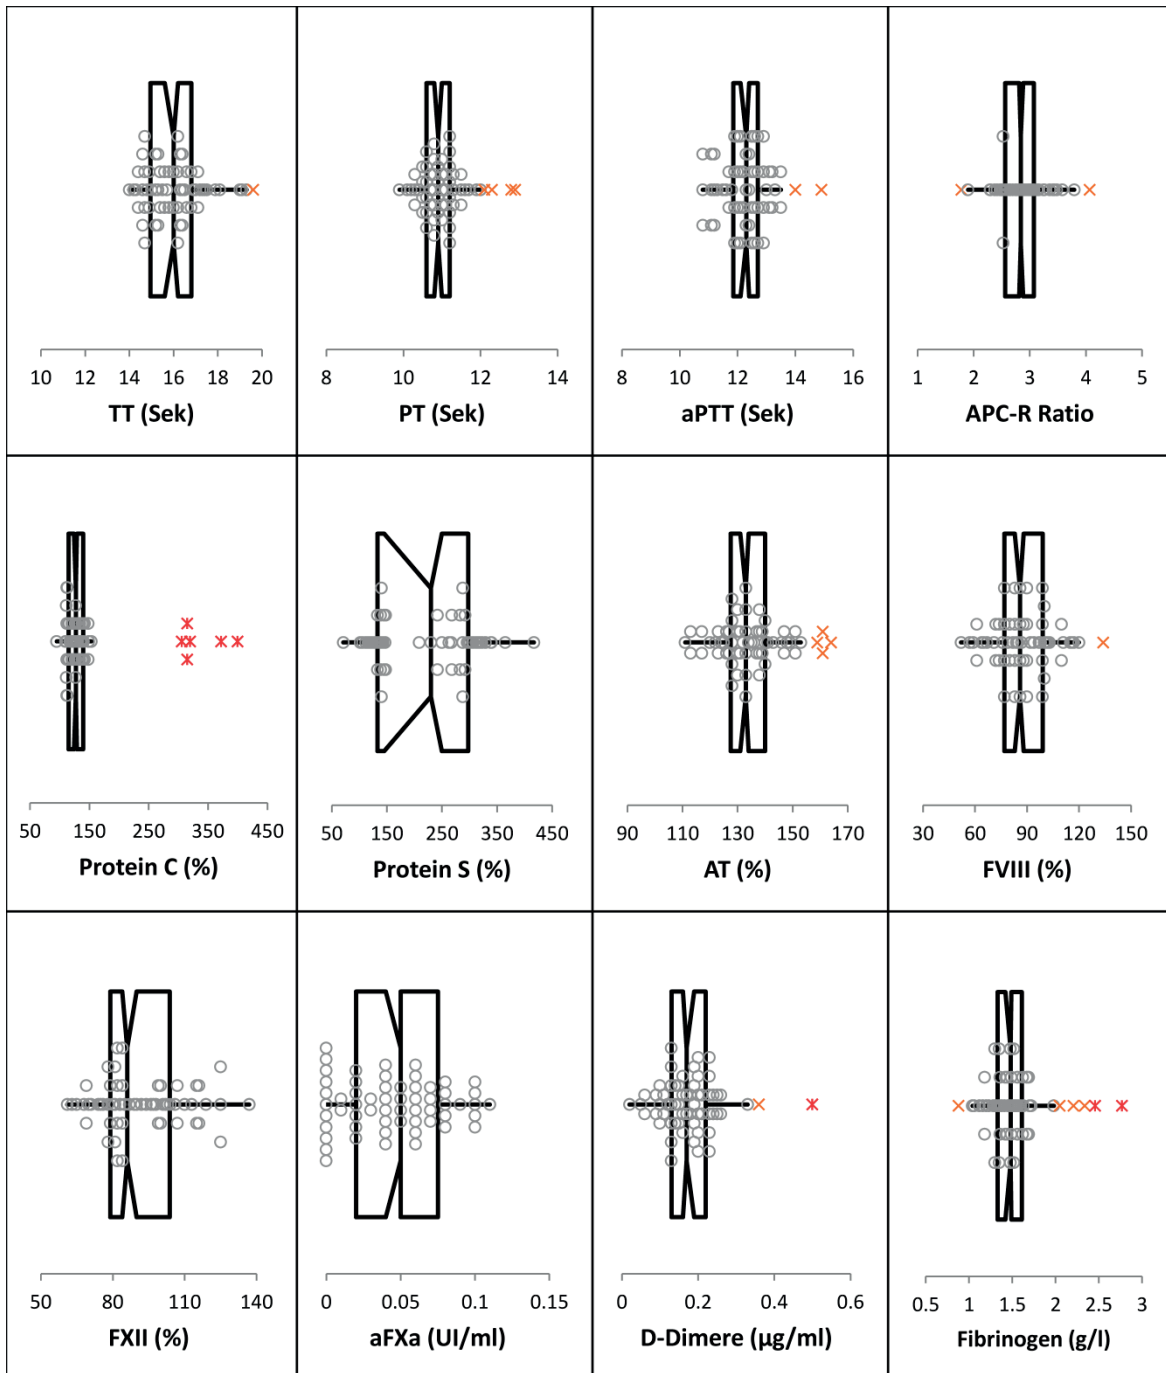 10 12 14 16 18 20
TT (Sek)
8 10 12 14
PT (Sek)
8 10 12 14 16
aPTT (Sek)
1 2 3 4 5
APC-R Ratio
50 150 250 350 450
Protein C (%)
50 150 250 350 450
Protein S (%)
90 110 130 150 170
AT (%)
30 60 90 120 150
FVIII (%)
50 80 110 140
FXII (%)
0 0.05 0.1 0.15
aFXa (UI/ml)
0 0.2 0.4 0.6
D-Dimere (µg/ml)
0.5 1 1.5 2 2.5 3
Fibrinogen (g/l)